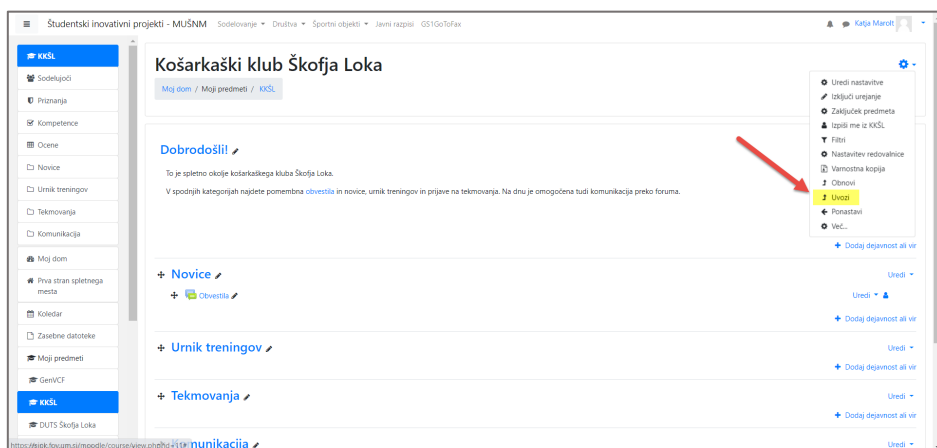 Študentski inovativni projekti - MUŠNM Sodelovanje Društva Športni objekti Javni razpisi GS1GoToFax Katja Marolt
KKŠL
Sodelujoči
Priznanja
Kompetence
Ocene
Novice
Urnik treningov
Tekmovanja
Komunikacija
Moj dom
Prva stran spletnega
mesta
Koledar
Zasebne datoteke
Moji predmeti
GenVCF
KKŠL
DUTS Škofja Loka
Košarkaški klub Škofja Loka
Moj dom / Moji predmeti / KKŠL
Uredi nastavitve
Izključi urejanje
Zaključek predmeta
Izpiši me iz KKŠL
Filtri
Nastavitev redovalnice
Varnostna kopija
Obnovi
Uvozi
Ponastavi
Več...
Dobrodošli!
To je spletno okolje košarkaškega kluba Škofja Loka.
V spodnjih kategorijah najdete pomembna obvestila in novice, urnik treningov in prijave na tekmovanja. Na dnu je omogočena tudi komunikacija preko foruma.
Dodaj dejavnost ali vir
Novice Uredi
Obvestila Uredi
Dodaj dejavnost ali vir
Urnik treningov Uredi
Dodaj dejavnost ali vir
Tekmovanja Uredi
Dodaj dejavnost ali vir
munikacija Uredi